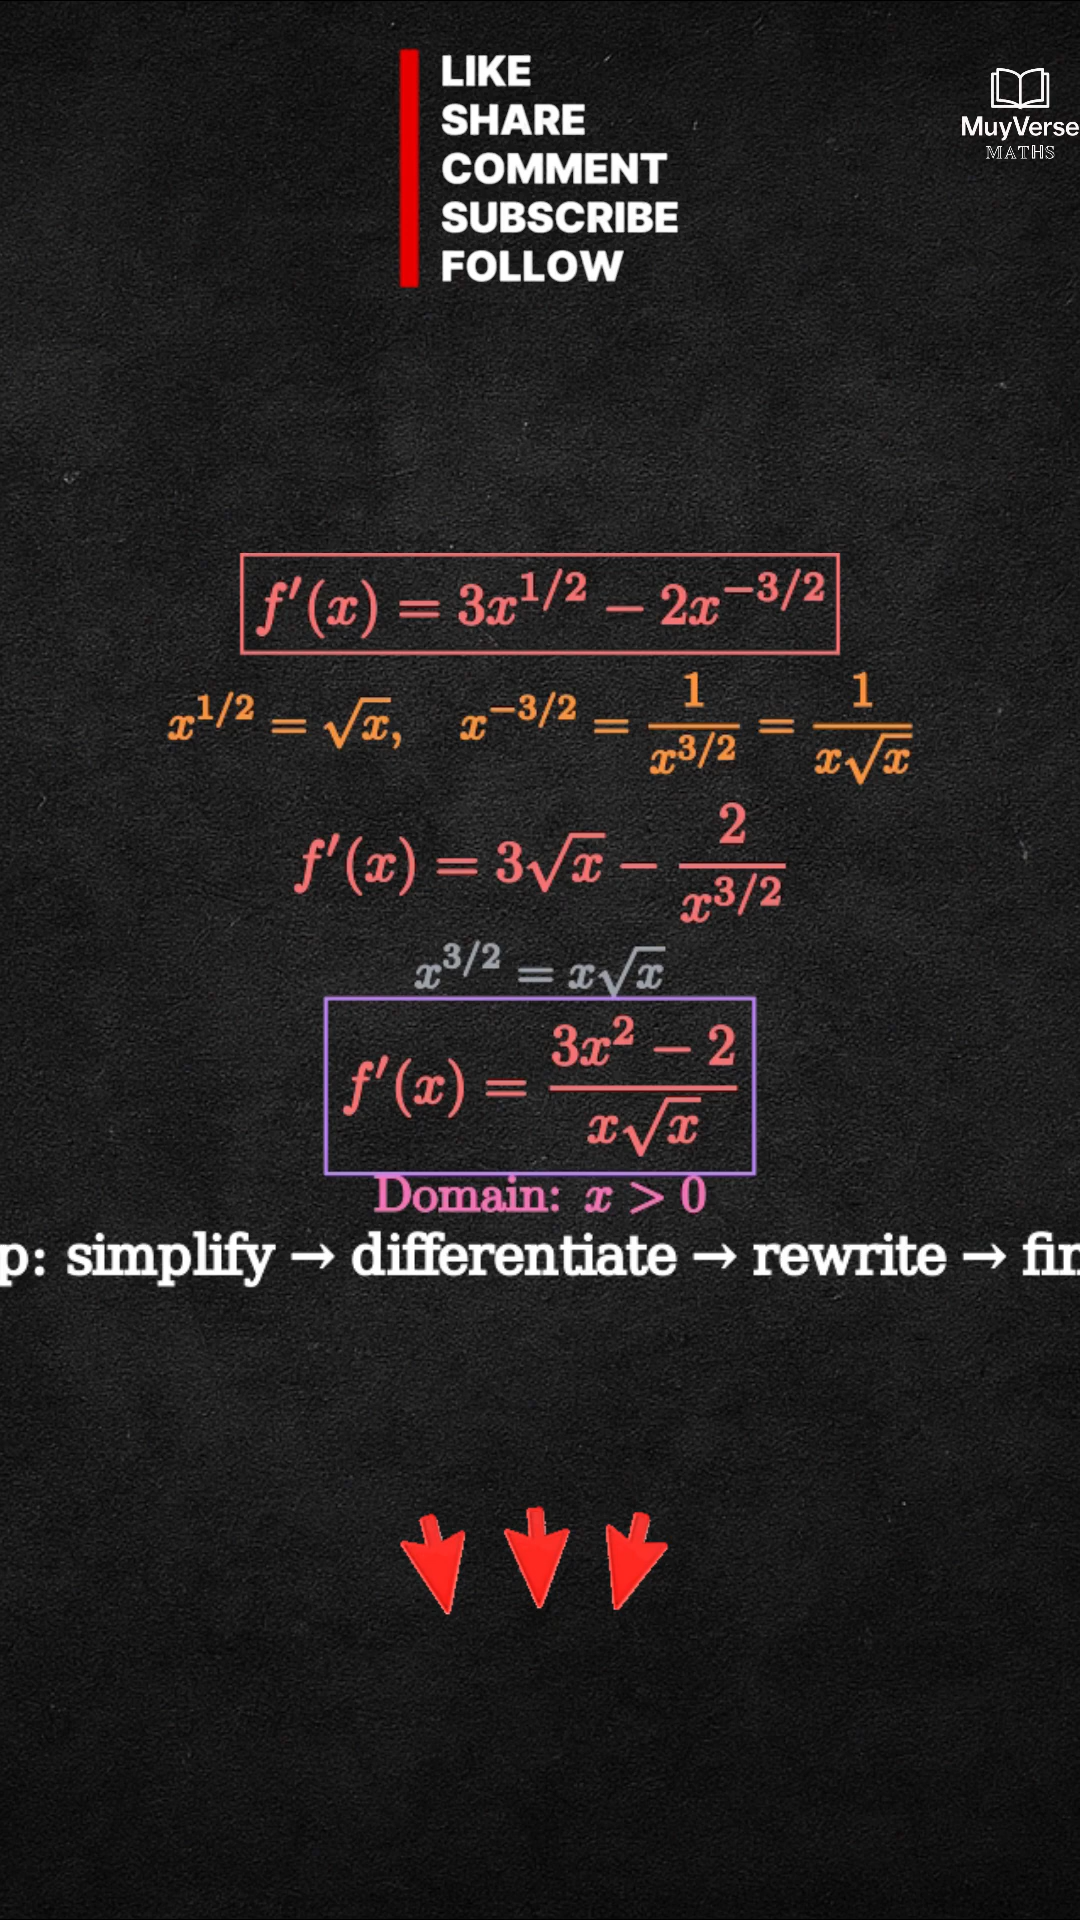 LIKE
SHARE
COMMENT
SUBSCRIBE
FOLLOW
MuyVerse
MATHS
f′(x) = 3x^{1/2} − 2x^{−3/2}
x^{1/2} = √x, x^{−3/2} = 1/x^{3/2} = 1/(x√x)
f′(x) = 3√x − 2/x^{3/2}
x^{3/2} = x√x
f′(x) = (3x² − 2)/(x√x)
Domain: x > 0
p: simplify → differentiate → rewrite → fin